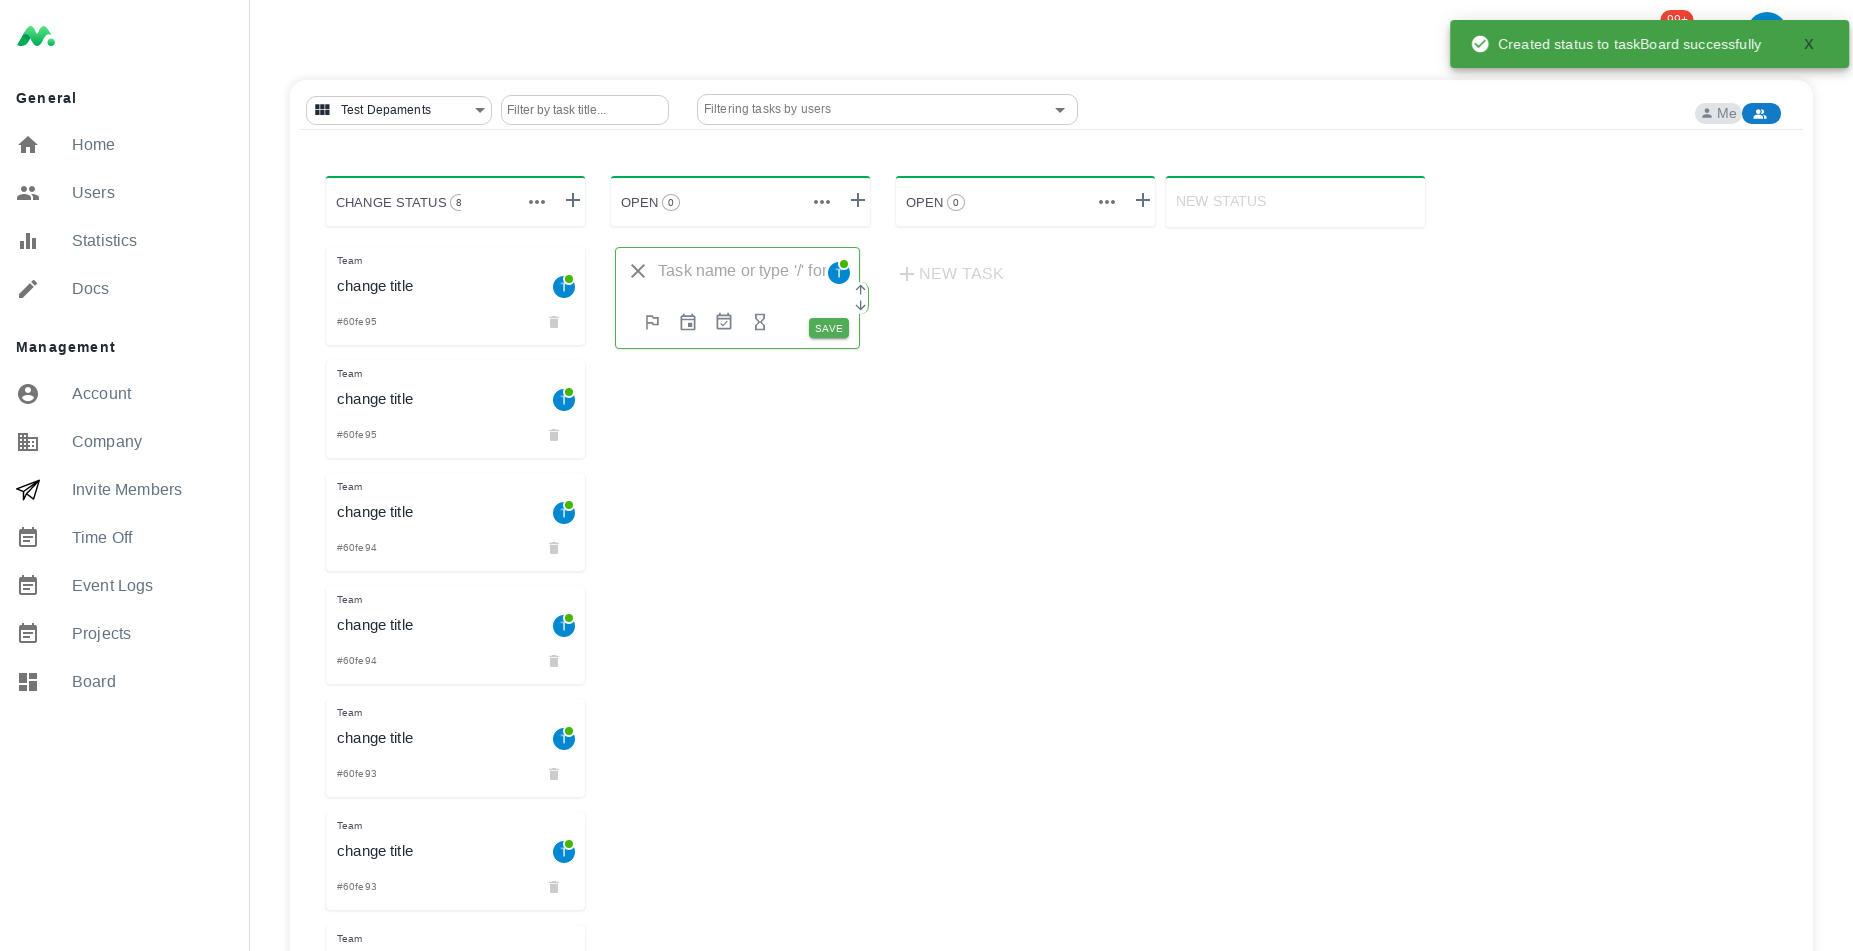 99+
Created status to taskBoard successfully X
General
Home
Users
Statistics
Docs
Management
Account
Company
Invite Members
Time Off
Event Logs
Projects
Board
Test Depaments
Filter by task title...
Filtering tasks by users
Me
CHANGE STATUS 8
OPEN 0
OPEN 0
NEW STATUS
Team
change title
T
#60fe95
Team
change title
T
#60fe95
Team
change title
T
#60fe94
Team
change title
T
#60fe94
Team
change title
T
#60fe93
Team
change title
T
#60fe93
Team
Task name or type '/' for
T
SAVE
NEW TASK